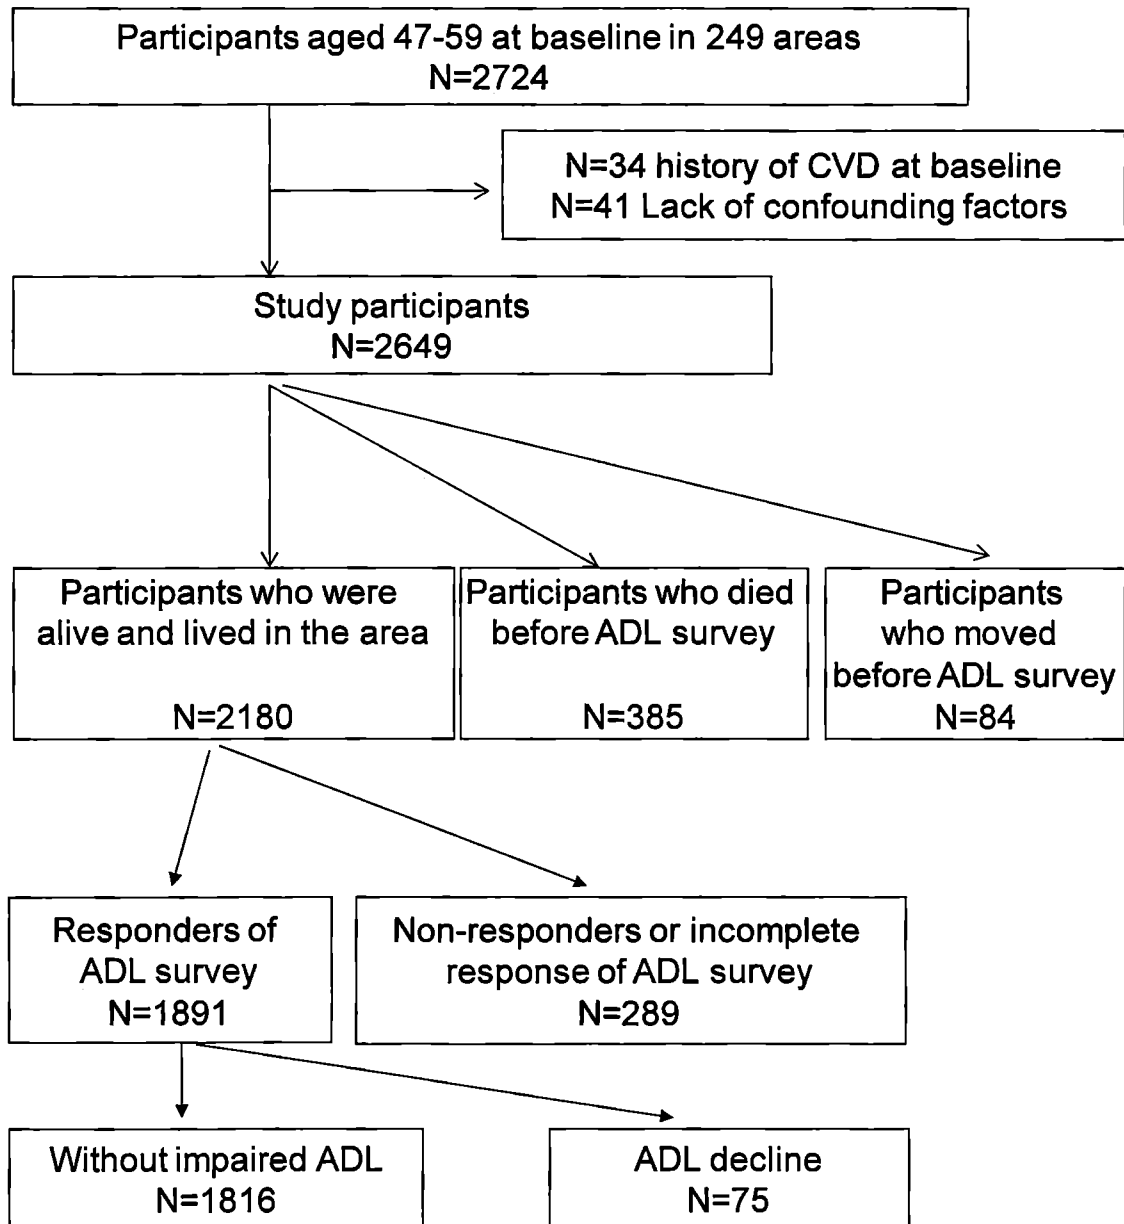 Participants aged 47-59 at baseline in 249 areas
N=2724
N=34 history of CVD at baseline
N=41 Lack of confounding factors
Study participants
N=2649
Participants who were
alive and lived in the area
N=2180
Participants who died
before ADL survey
N=385
Participants
who moved
before ADL survey
N=84
Responders of
ADL survey
N=1891
Non-responders or incomplete
response of ADL survey
N=289
Without impaired ADL
N=1816
ADL decline
N=75